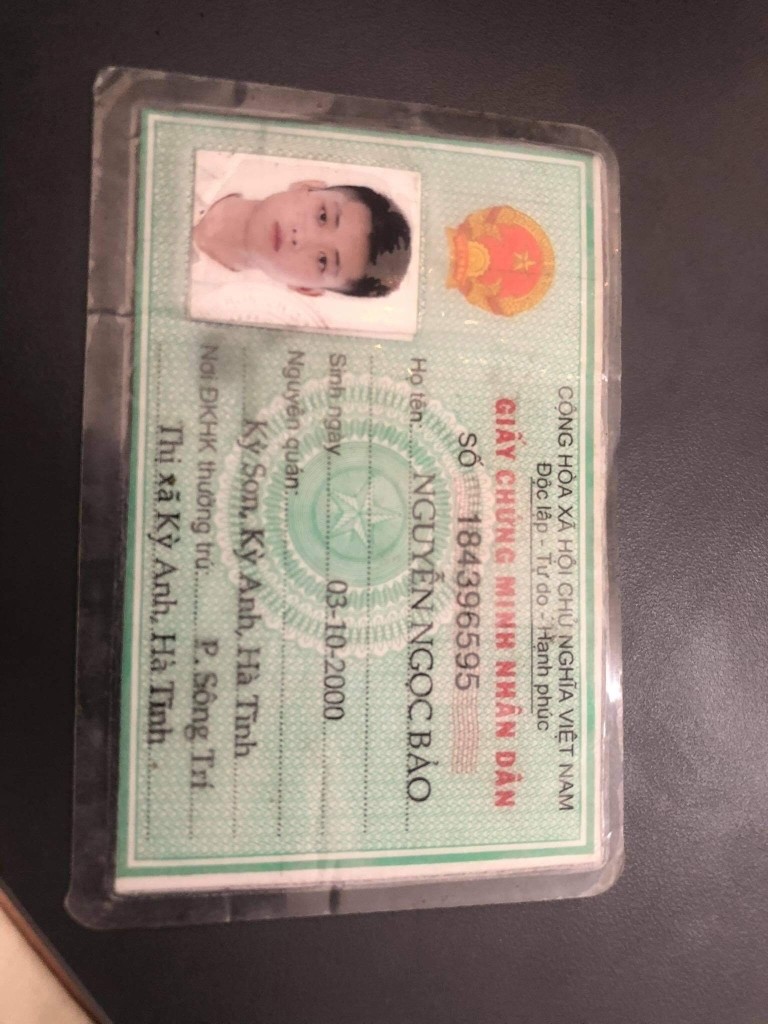 CỘNG HÒA XÃ HỘI CHỦ NGHĨA VIỆT NAM
Độc lập - Tự do - Hạnh phúc
GIẤY CHỨNG MINH NHÂN DÂN
SỐ 184396595
Họ tên: NGUYỄN NGỌC BẢO
Sinh ngày 03-10-2000
Nguyên quán:
Kỳ Sơn, Kỳ Anh, Hà Tĩnh
Nơi ĐKHK thường trú: P. Sông Trí
Thị xã Kỳ Anh, Hà Tĩnh